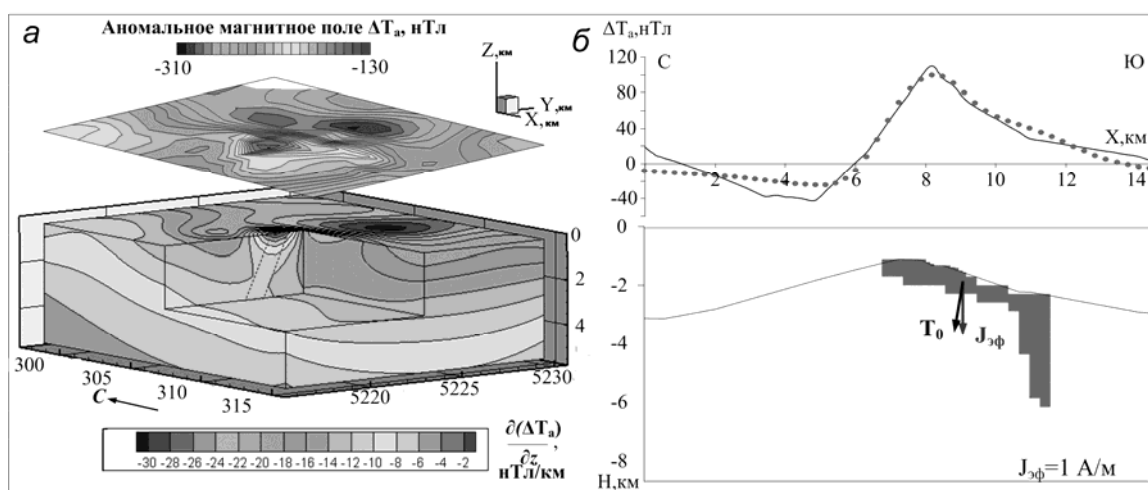 а
Аномальное магнитное поле ΔTа, нТл
-310 -130
Z,км
Y,км
X,км
0
2
4
300 305 310 315
5220 5225 5230
С
∂(ΔTа)
∂z ,
нТл/км
-30 -28 -26 -24 -22 -20 -18 -16 -14 -12 -10 -8 -6 -4 -2
б
ΔTа,нТл
120
С Ю
80
40
X,км
0
2 4 6 8 10 12 14
-40
0
-2
T0 Jэф
-4
-6
-8
H,км
Jэф=1 А/м